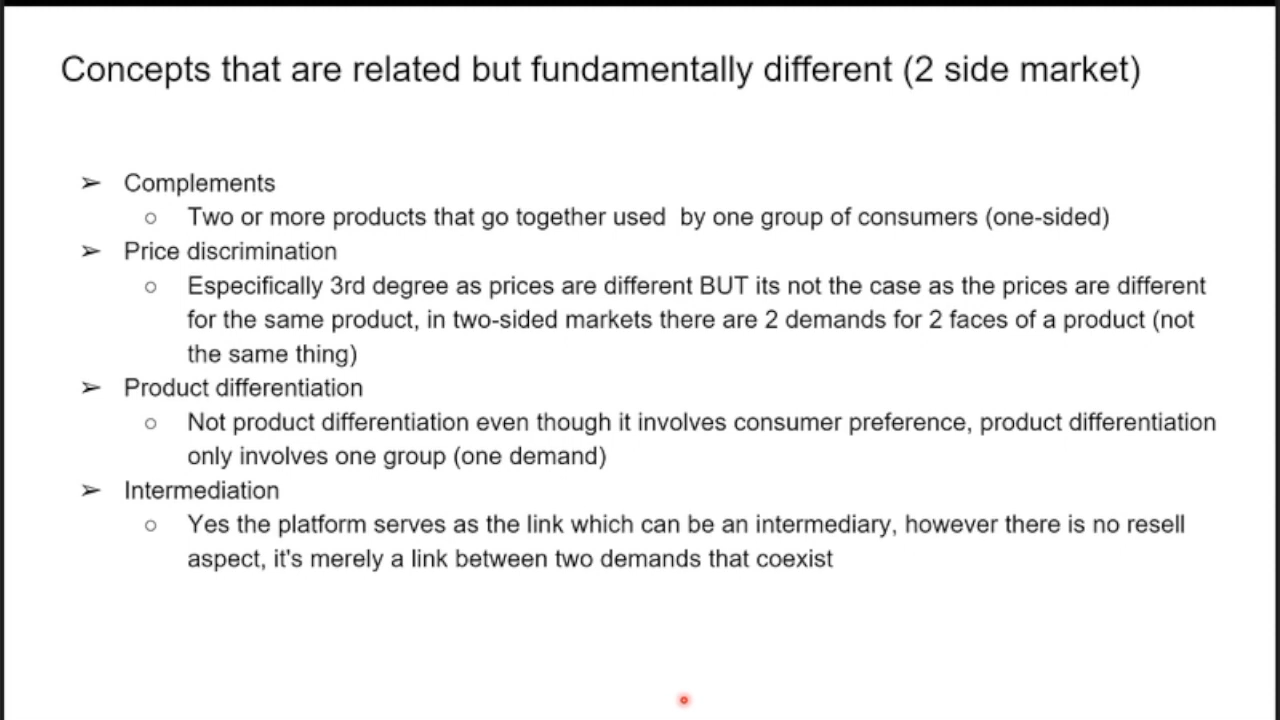 Concepts that are related but fundamentally different (2 side market)
➢ Complements
○ Two or more products that go together used  by one group of consumers (one-sided)
➢ Price discrimination
○ Especifically 3rd degree as prices are different BUT its not the case as the prices are different
for the same product, in two-sided markets there are 2 demands for 2 faces of a product (not
the same thing)
➢ Product differentiation
○ Not product differentiation even though it involves consumer preference, product differentiation
only involves one group (one demand)
➢ Intermediation
○ Yes the platform serves as the link which can be an intermediary, however there is no resell
aspect, it's merely a link between two demands that coexist